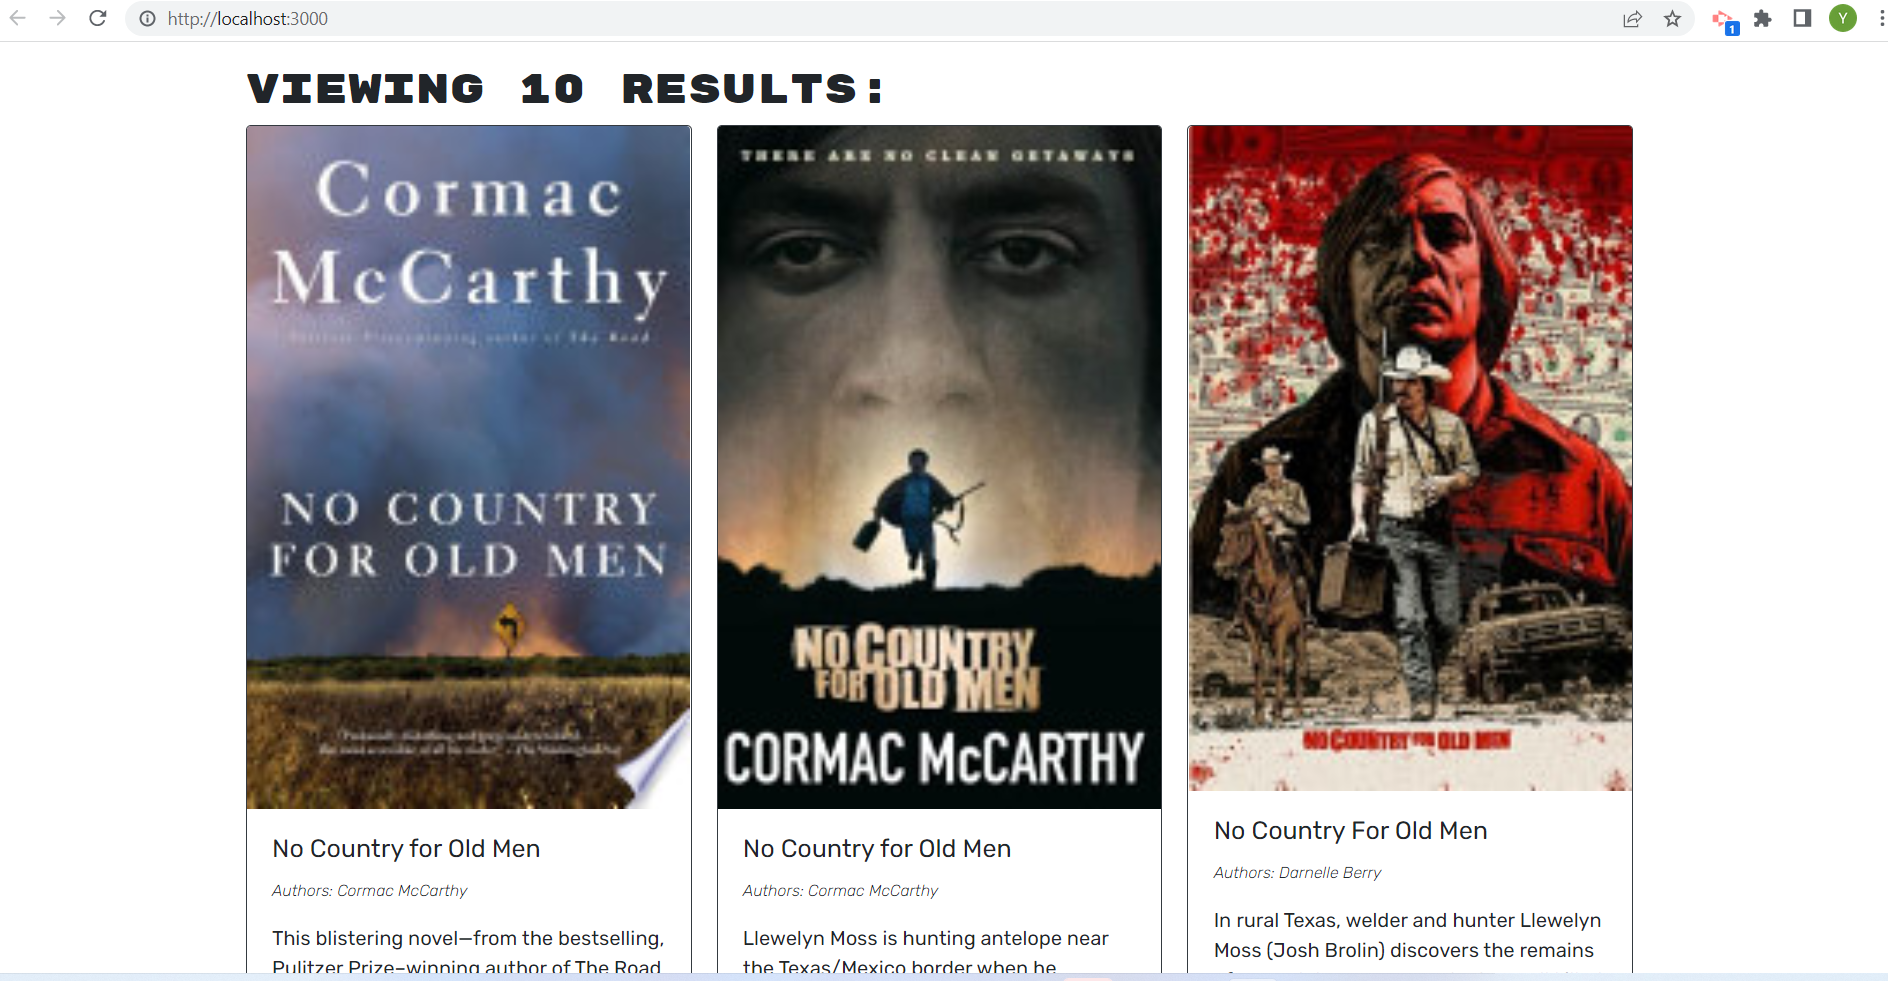 http://localhost:3000
1
Y
VIEWING 10 RESULTS:
Cormac
McCarthy
author of The Road
NO COUNTRY
FOR OLD MEN
No Country for Old Men
Authors: Cormac McCarthy
This blistering novel—from the bestselling,
Pulitzer Prize–winning author of The Road
THERE ARE NO CLEAN GETAWAYS
NO COUNTRY
FOR OLD MEN
CORMAC McCARTHY
No Country for Old Men
Authors: Cormac McCarthy
Llewelyn Moss is hunting antelope near
the Texas/Mexico border when he
NO COUNTRY FOR OLD MEN
No Country For Old Men
Authors: Darnelle Berry
In rural Texas, welder and hunter Llewelyn
Moss (Josh Brolin) discovers the remains